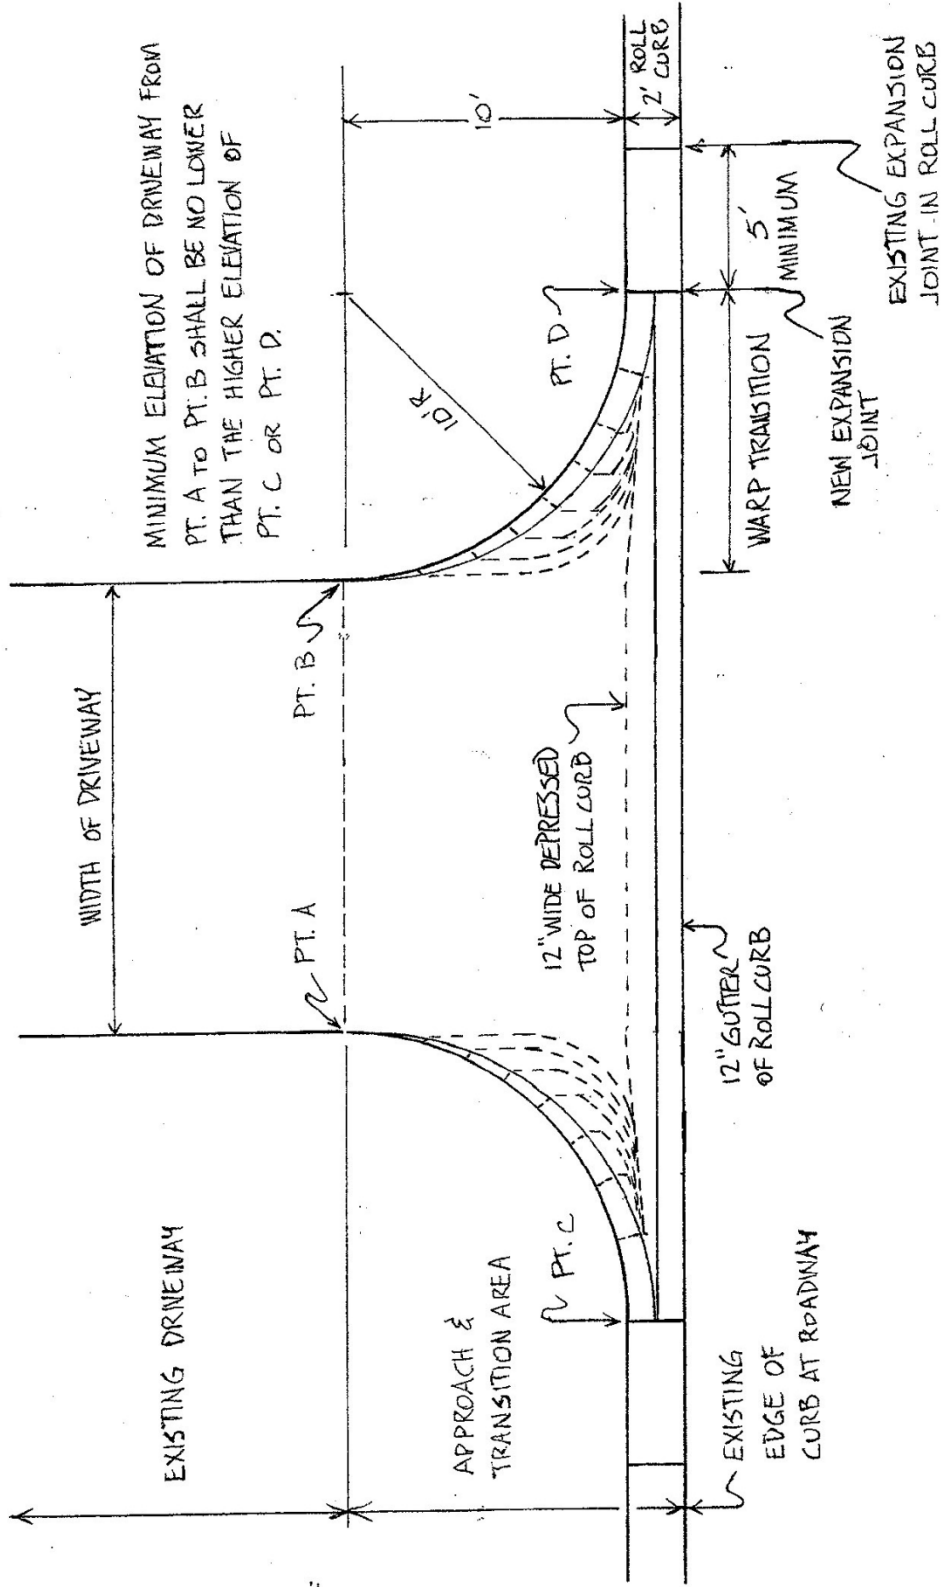 MINIMUM ELEVATION OF DRIVEWAY FROM
PT. A TO PT. B SHALL BE NO LOWER
THAN THE HIGHER ELEVATION OF
PT. C OR PT. D.
WIDTH OF DRIVEWAY
EXISTING DRIVEWAY
PT. A
PT. B
10'
10'R
APPROACH &
TRANSITION AREA
PT. C
12" WIDE DEPRESSED
TOP OF ROLL CURB
PT. D
2' ROLL
CURB
EXISTING
EDGE OF
CURB AT ROADWAY
12" GUTTER
OF ROLL CURB
WARP TRANSITION
5'
MINIMUM
NEW EXPANSION
JOINT
EXISTING EXPANSION
JOINT IN ROLL CURB